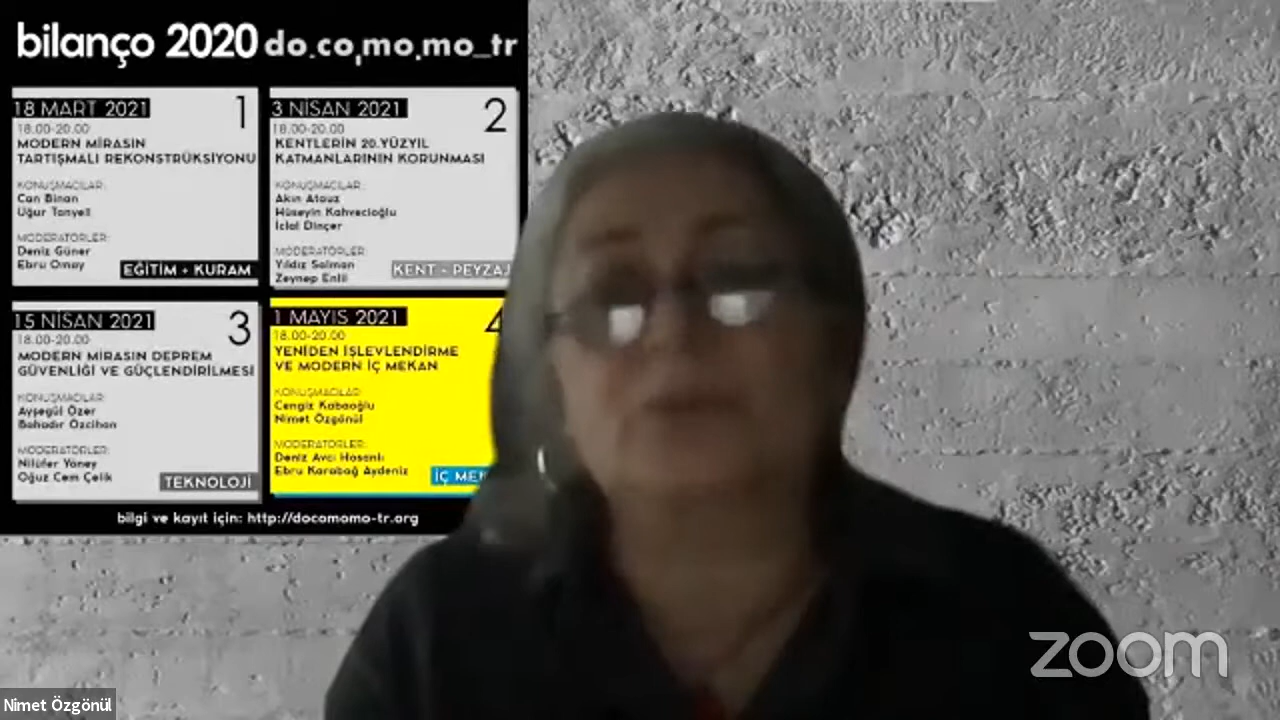 bilanço 2020 do.co,mo.mo_tr
18 MART 2021
1
18.00-20.00
MODERN MİRASIN
TARTIŞMALI REKONSTRÜKSİYONU
KONUŞMACILAR:
Can Binan
Uğur Tanyeli
MODERATÖRLER:
Deniz Güner
Ebru Omay
EĞİTİM + KURAM
3 NİSAN 2021
2
18.00-20.00
KENTLERİN 20.YÜZYIL
KATMANLARININ KORUNMASI
KONUŞMACILAR:
Akın Atauz
Hüseyin Kahvecioğlu
İclal Dinçer
MODERATÖRLER:
Yıldız Salman
Zeynep Enlil
KENT - PEYZAJ
15 NİSAN 2021
3
18.00-20.00
MODERN MİRASIN DEPREM
GÜVENLİĞİ VE GÜÇLENDİRİLMESİ
KONUŞMACILAR:
Ayşegül Özer
Bahadır Özcihan
MODERATÖRLER:
Nilüfer Yöney
Oğuz Cem Çelik
TEKNOLOJİ
1 MAYIS 2021
4
18.00-20.00
YENİDEN İŞLEVLENDİRME
VE MODERN İÇ MEKAN
KONUŞMACILAR:
Cengiz Kabaoğlu
Nimet Özgönül
MODERATÖRLER:
Deniz Avcı Hosanlı
Ebru Karabağ Aydeniz
İÇ ME
bilgi ve kayıt için: http://docomomo-tr.org
zoom
Nimet Özgönül